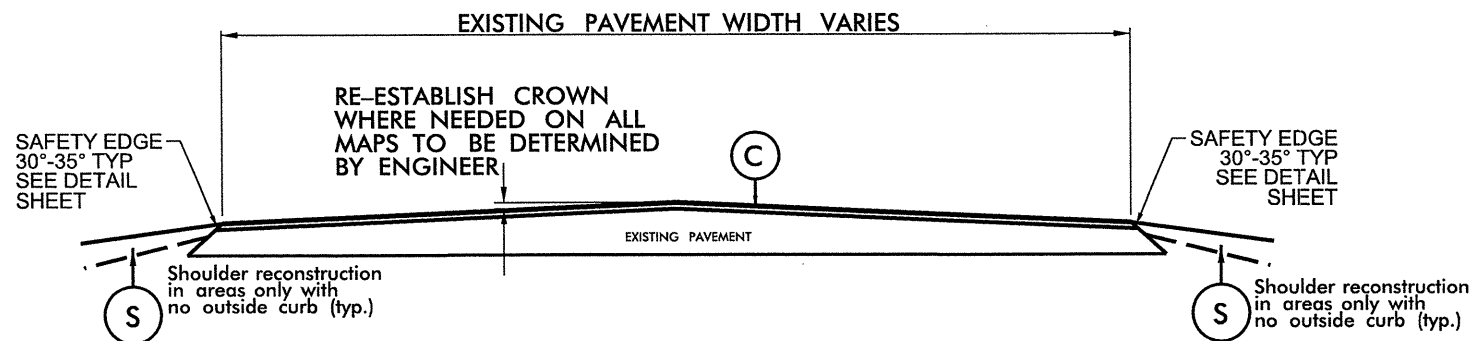 EXISTING PAVEMENT WIDTH VARIES
RE-ESTABLISH CROWN
WHERE NEEDED ON ALL
MAPS TO BE DETERMINED
BY ENGINEER
SAFETY EDGE
30°-35° TYP
SEE DETAIL
SHEET
C
SAFETY EDGE
30°-35° TYP
SEE DETAIL
SHEET
EXISTING PAVEMENT
S
Shoulder reconstruction
in areas only with
no outside curb (typ.)
S
Shoulder reconstruction
in areas only with
no outside curb (typ.)